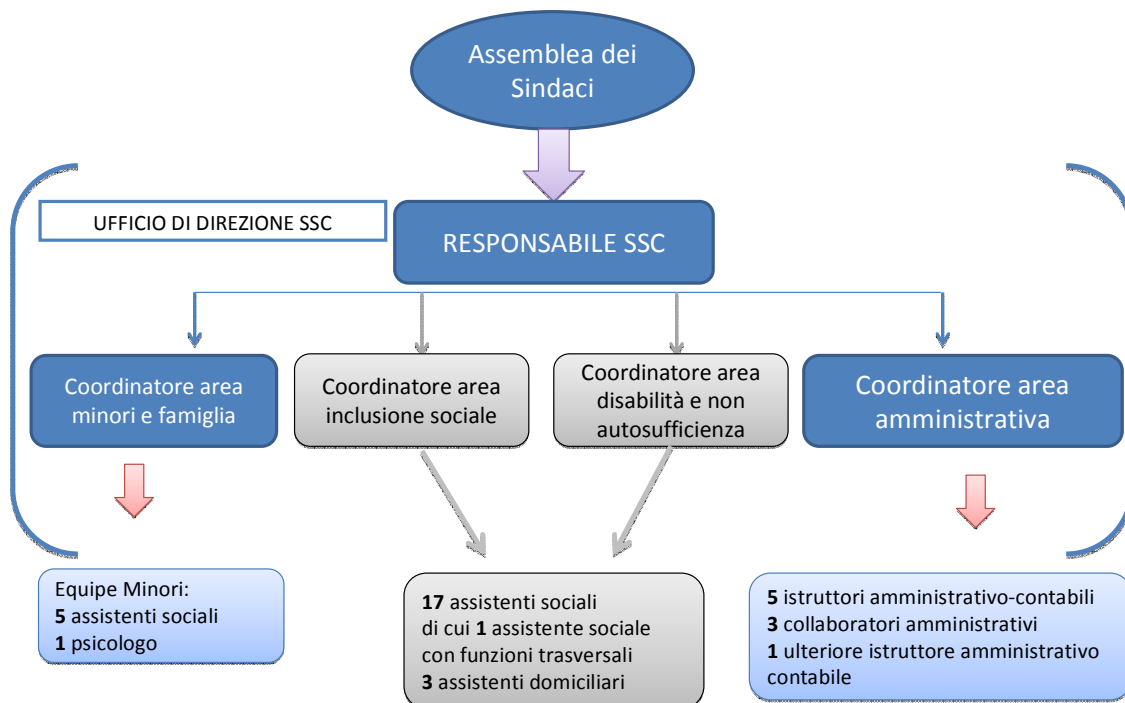 Assemblea dei
Sindaci
UFFICIO DI DIREZIONE SSC
RESPONSABILE SSC
Coordinatore area
minori e famiglia
Coordinatore area
inclusione sociale
Coordinatore area
disabilità e non
autosufficienza
Coordinatore area
amministrativa
Equipe Minori:
5 assistenti sociali
1 psicologo
17 assistenti sociali
di cui 1 assistente sociale
con funzioni trasversali
3 assistenti domiciliari
5 istruttori amministrativo-contabili
3 collaboratori amministrativi
1 ulteriore istruttore amministrativo
contabile